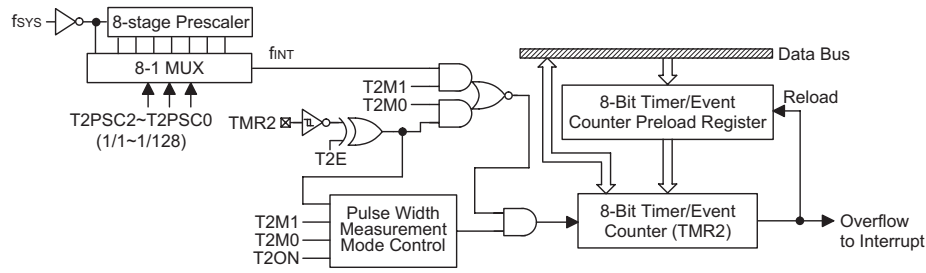 fSYS
8-stage Prescaler
8-1 MUX
fINT
T2PSC2~T2PSC0
(1/1~1/128)
TMR2
T2E
T2M1
T2M0
T2M1
T2M0
T2ON
Pulse Width
Measurement
Mode Control
Data Bus
8-Bit Timer/Event
Counter Preload Register
Reload
8-Bit Timer/Event
Counter (TMR2)
Overflow
to Interrupt